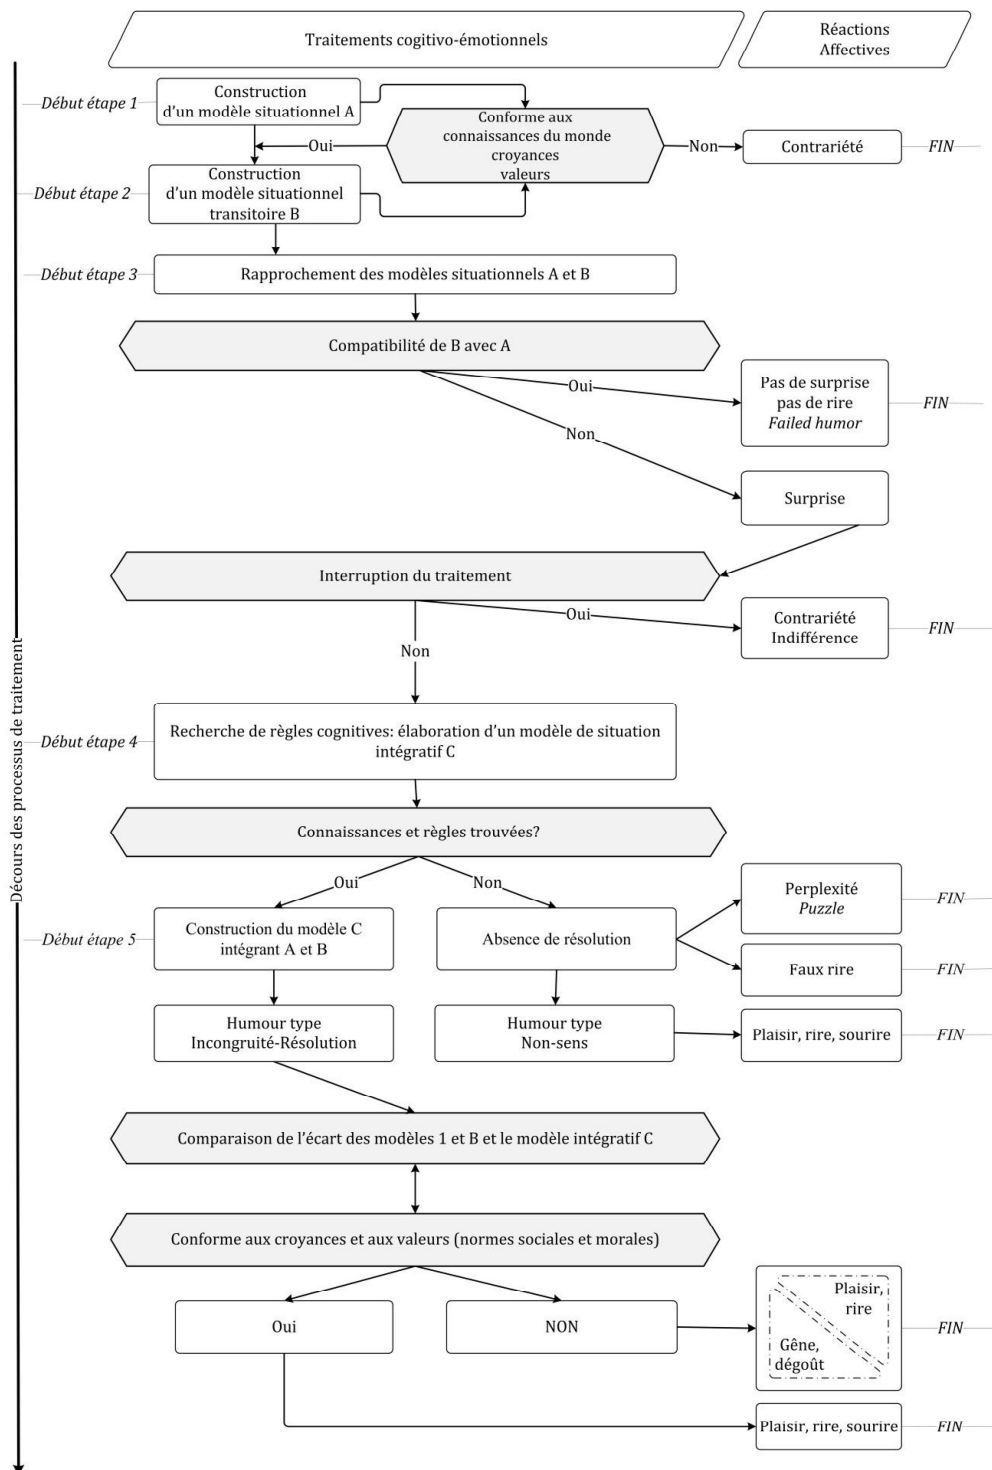 Traitements cogitivo-émotionnels
Réactions
Affectives
Début étape 1
Construction
d'un modèle situationnel A
Conforme aux
connaissances du monde
croyances
valeurs
Oui
Non
Contrariété
FIN
Début étape 2
Construction
d'un modèle situationnel
transitoire B
Début étape 3
Rapprochement des modèles situationnels A et B
Compatibilité de B avec A
Oui
Pas de surprise
pas de rire
Failed humor
FIN
Non
Surprise
Interruption du traitement
Oui
Contrariété
Indifférence
FIN
Non
Décours des processus de traitement
Début étape 4
Recherche de règles cognitives: élaboration d'un modèle de situation
intégratif C
Connaissances et règles trouvées?
Oui
Non
Perplexité
Puzzle
FIN
Début étape 5
Construction du modèle C
intégrant A et B
Absence de résolution
Faux rire
FIN
Humour type
Incongruité-Résolution
Humour type
Non-sens
Plaisir, rire, sourire
FIN
Comparaison de l'écart des modèles 1 et B et le modèle intégratif C
Conforme aux croyances et aux valeurs (normes sociales et morales)
Oui
NON
Plaisir,
rire
Gêne,
dégoût
FIN
Plaisir, rire, sourire
FIN